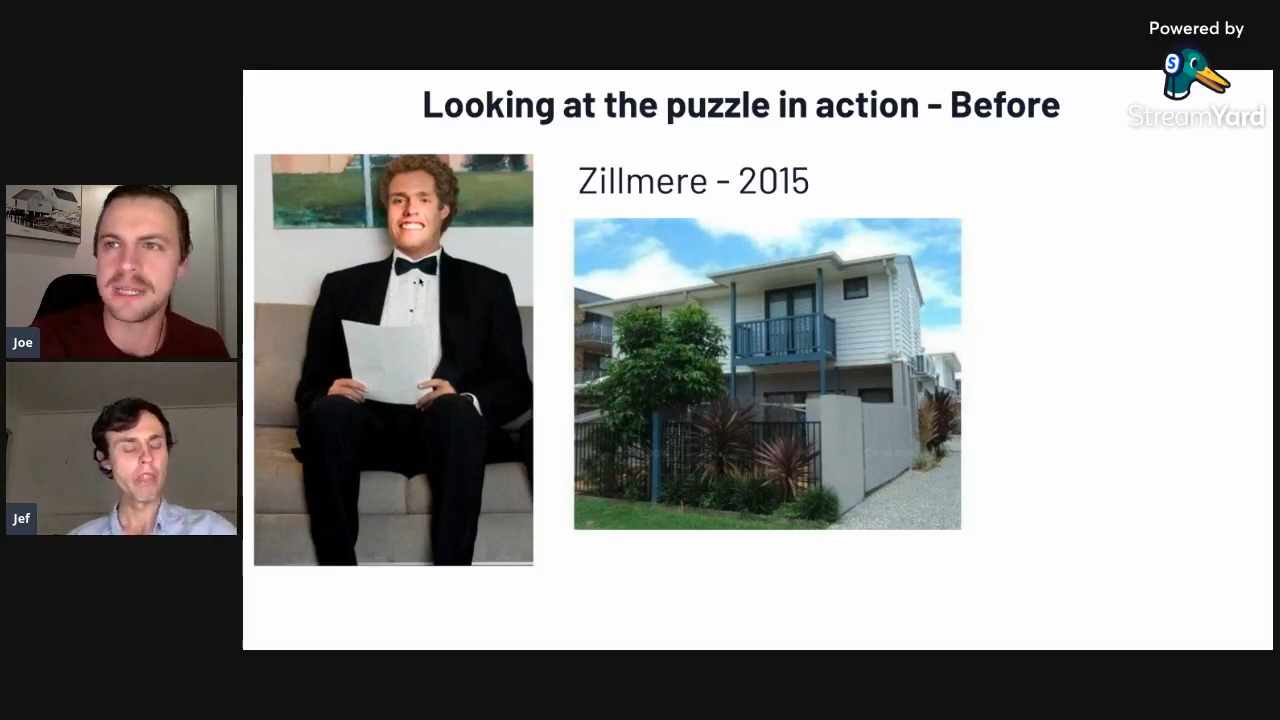 Powered by
StreamYard
Looking at the puzzle in action - Before
Zillmere - 2015
Joe
Jef